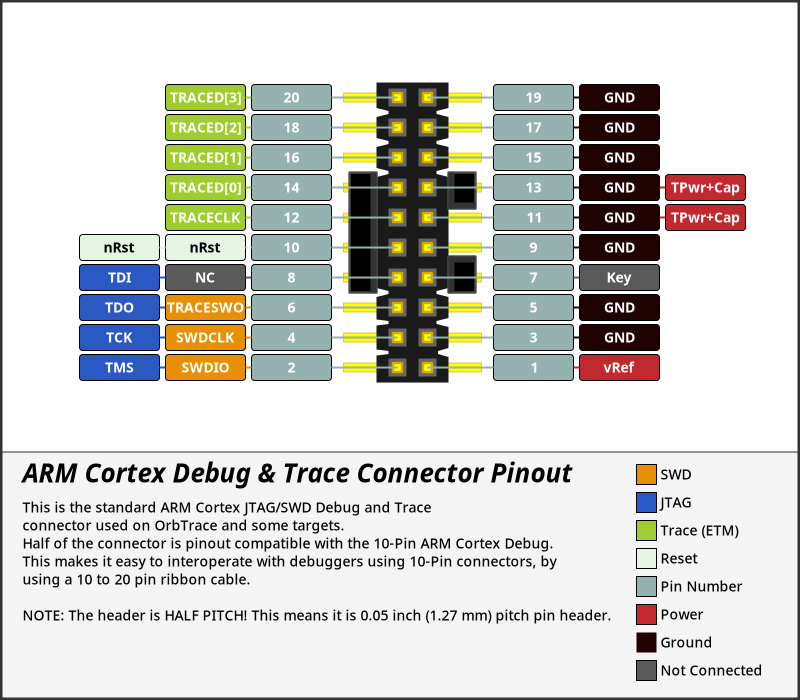 TRACED[3] 20 19 GND
TRACED[2] 18 17 GND
TRACED[1] 16 15 GND
TRACED[0] 14 13 GND TPwr+Cap
TRACECLK 12 11 GND TPwr+Cap
nRst nRst 10 9 GND
TDI NC 8 7 Key
TDO TRACESWO 6 5 GND
TCK SWDCLK 4 3 GND
TMS SWDIO 2 1 vRef
ARM Cortex Debug & Trace Connector Pinout
This is the standard ARM Cortex JTAG/SWD Debug and Trace
connector used on OrbTrace and some targets.
Half of the connector is pinout compatible with the 10-Pin ARM Cortex Debug.
This makes it easy to interoperate with debuggers using 10-Pin connectors, by
using a 10 to 20 pin ribbon cable.
NOTE: The header is HALF PITCH! This means it is 0.05 inch (1.27 mm) pitch pin header.
SWD
JTAG
Trace (ETM)
Reset
Pin Number
Power
Ground
Not Connected